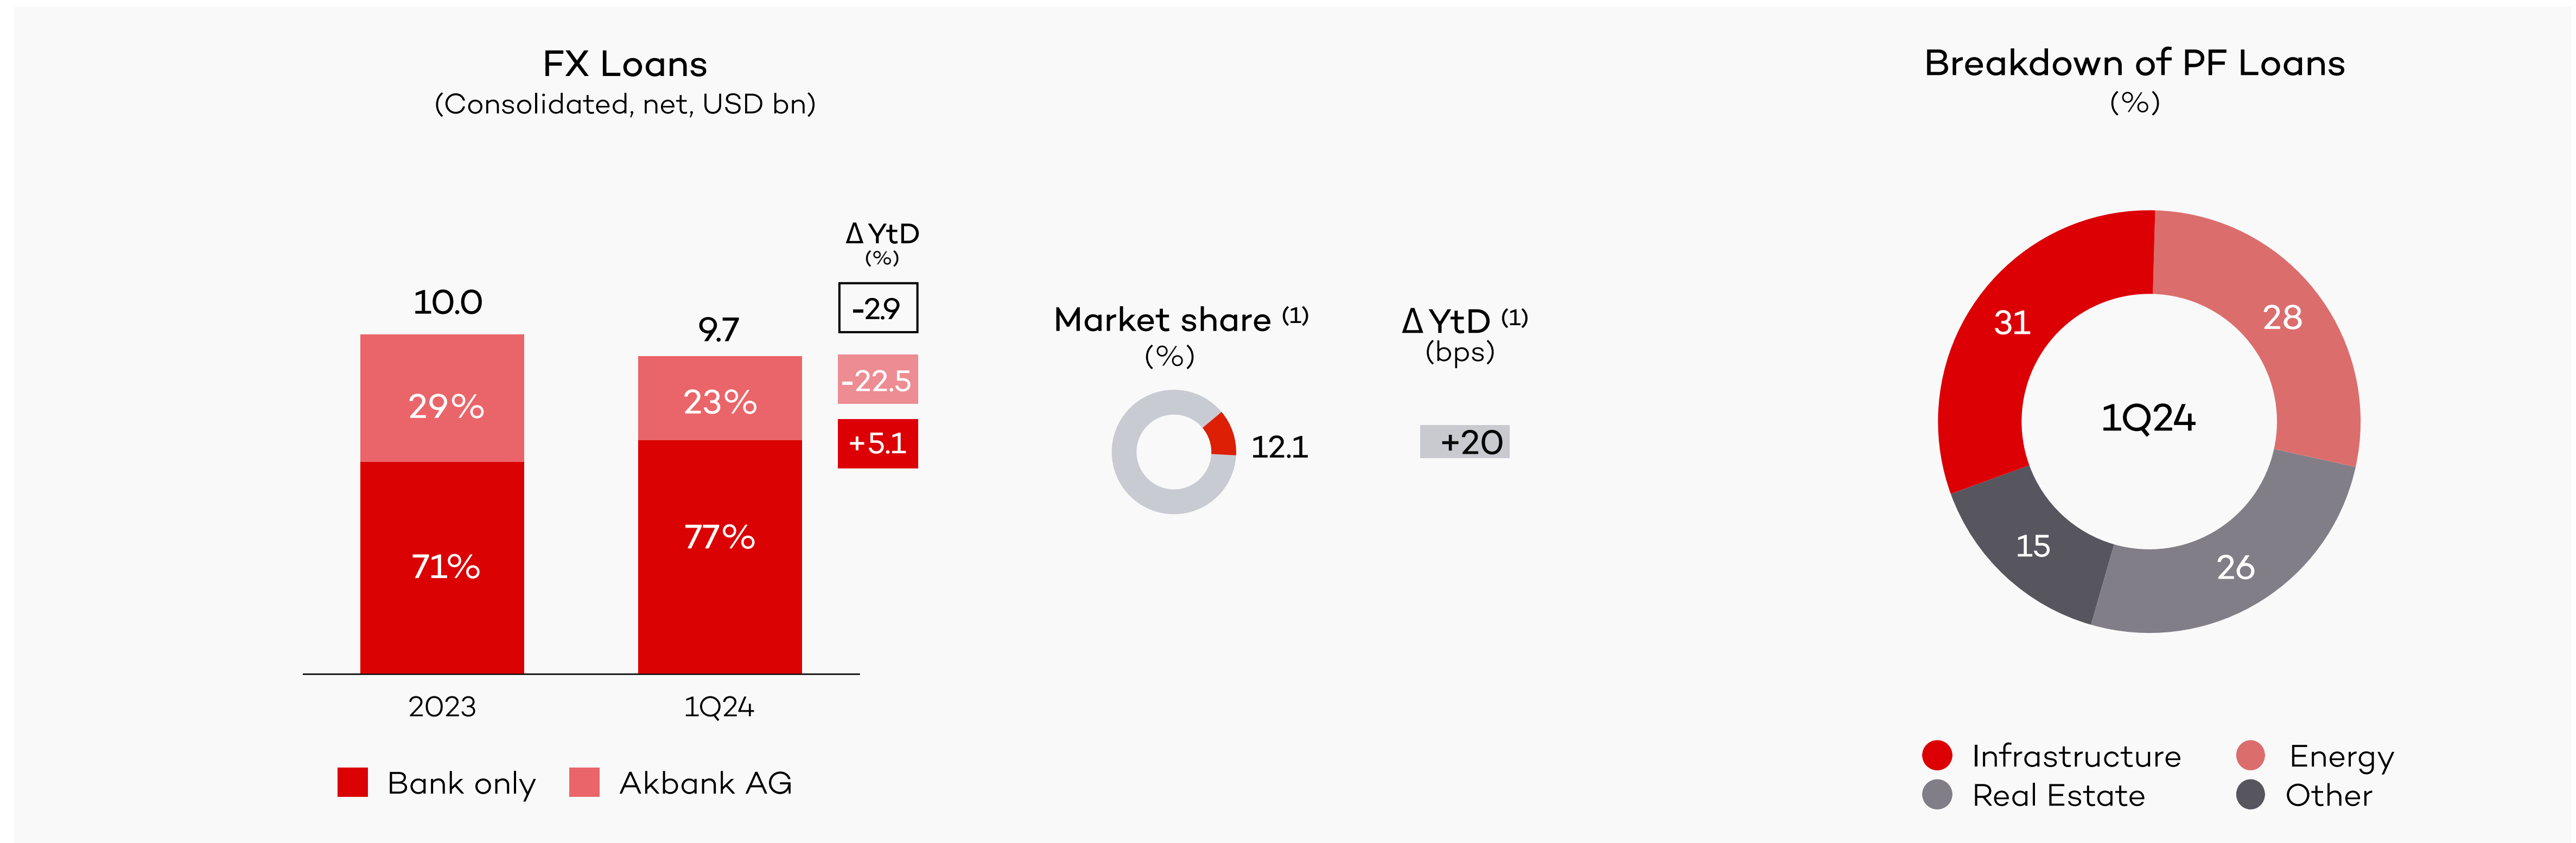 FX Loans
(Consolidated, net, USD bn)
Δ YtD
(%)
10.0
9.7
-2.9
29%
23%
-22.5
+5.1
71%
77%
2023
1Q24
Bank only
Akbank AG
Market share (1)
(%)
12.1
Δ YtD (1)
(bps)
+20
Breakdown of PF Loans
(%)
31
28
1Q24
15
26
Infrastructure
Energy
Real Estate
Other